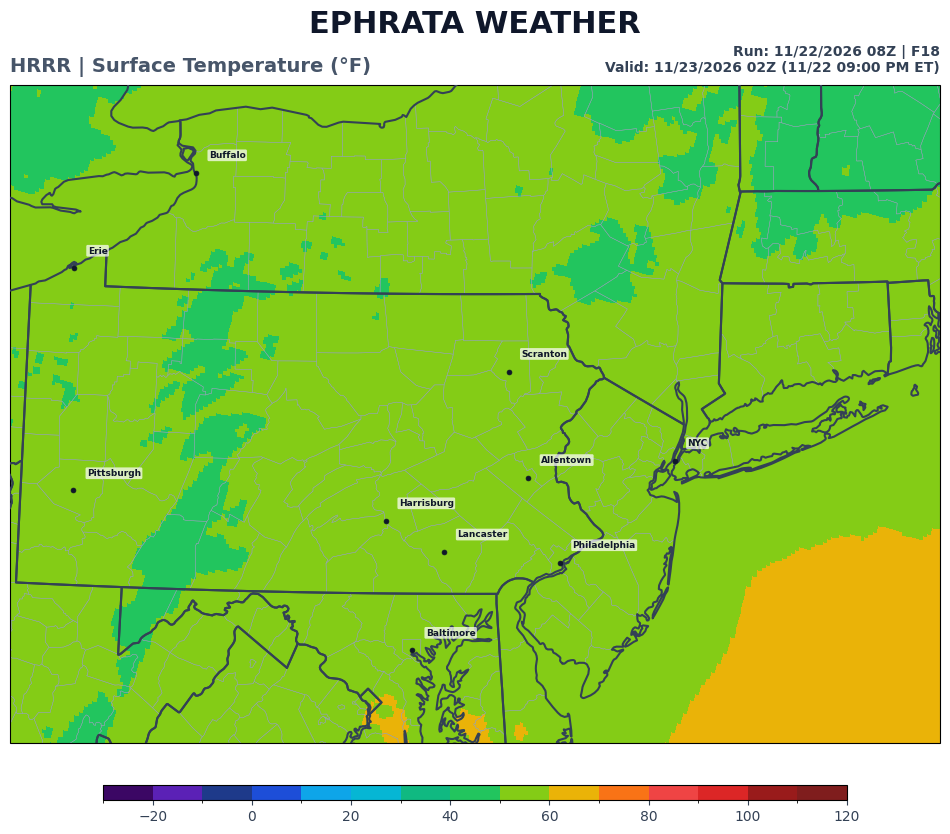 EPHRATA WEATHER
HRRR | Surface Temperature (°F)
Run: 11/22/2026 08Z | F18
Valid: 11/23/2026 02Z (11/22 09:00 PM ET)
Buffalo
Erie
Scranton
NYC
Allentown
Pittsburgh
Harrisburg
Lancaster
Philadelphia
Baltimore
−20 0 20 40 60 80 100 120